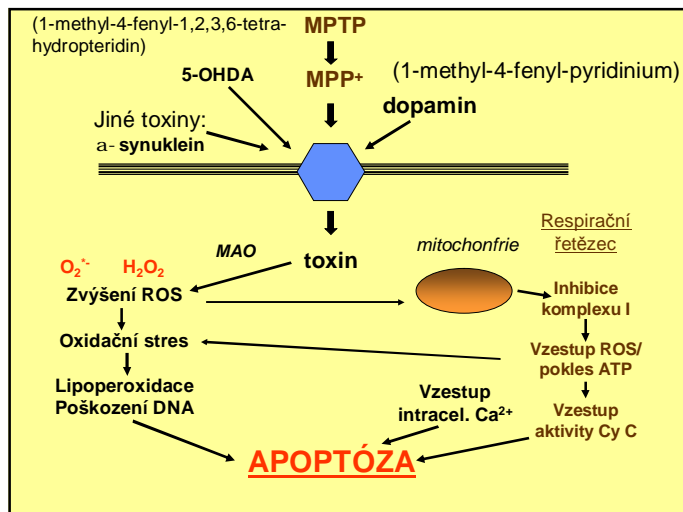 (1-methyl-4-fenyl-1,2,3,6-tetra-
hydropteridin)
MPTP
MPP+
(1-methyl-4-fenyl-pyridinium)
5-OHDA
dopamin
Jiné toxiny:
a- synuklein
MAO
toxin
mitochonfrie
Respirační
řetězec
O2*- H2O2
Zvýšení ROS
Inhibice
komplexu I
Oxidační stres
Vzestup ROS/
pokles ATP
Lipoperoxidace
Poškození DNA
Vzestup
intracel. Ca2+
Vzestup
aktivity Cy C
APOPTÓZA